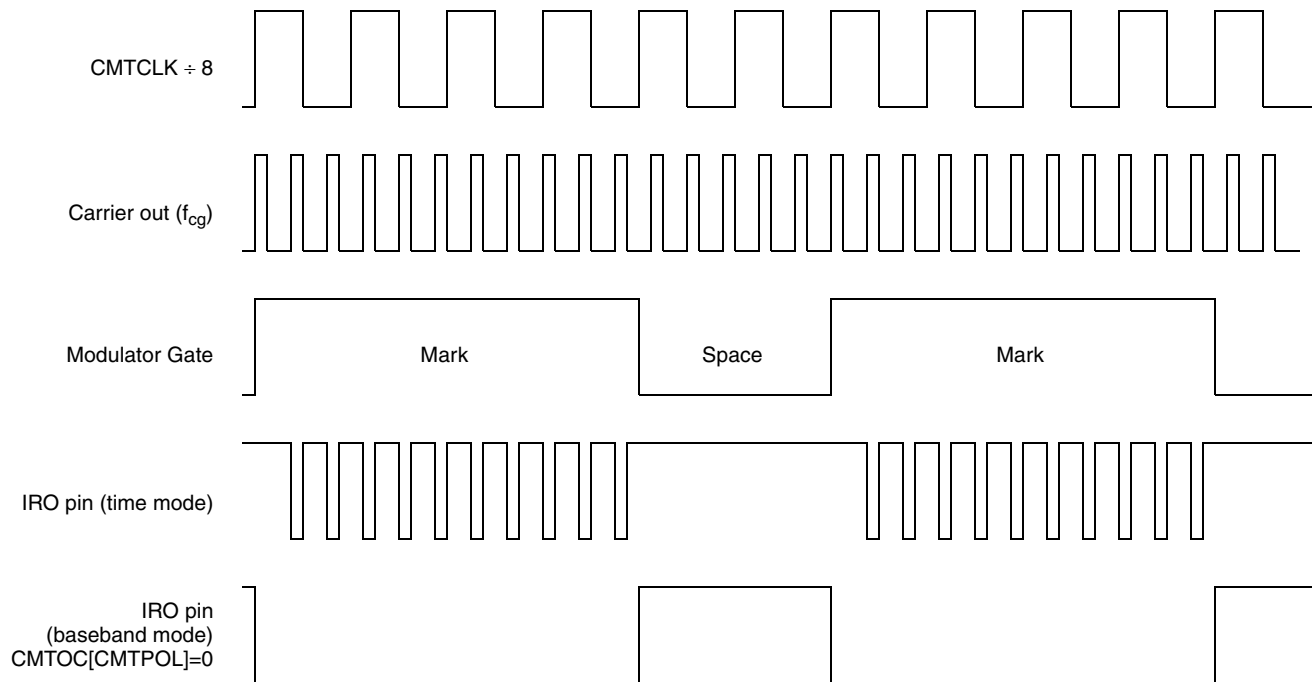 CMTCLK ÷ 8
Carrier out (fcg)
Modulator Gate
Mark
Space
Mark
IRO pin (time mode)
IRO pin
(baseband mode)
CMTOC[CMTPOL]=0